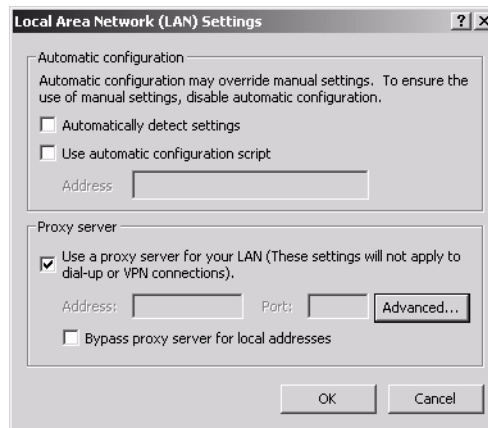 Local Area Network (LAN) Settings
Automatic configuration
Automatic configuration may override manual settings. To ensure the
use of manual settings, disable automatic configuration.
Automatically detect settings
Use automatic configuration script
Address
Proxy server
Use a proxy server for your LAN (These settings will not apply to
dial-up or VPN connections).
Address:
Port:
Advanced...
Bypass proxy server for local addresses
OK
Cancel